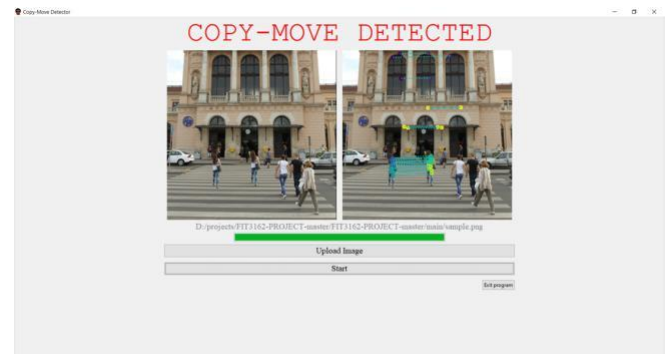 Copy-Move Detector
COPY-MOVE DETECTED
D:/projects/FIT3162-PROJECT-master/FIT3162-PROJECT-master/main/sample.png
Upload Image
Start
Exit program